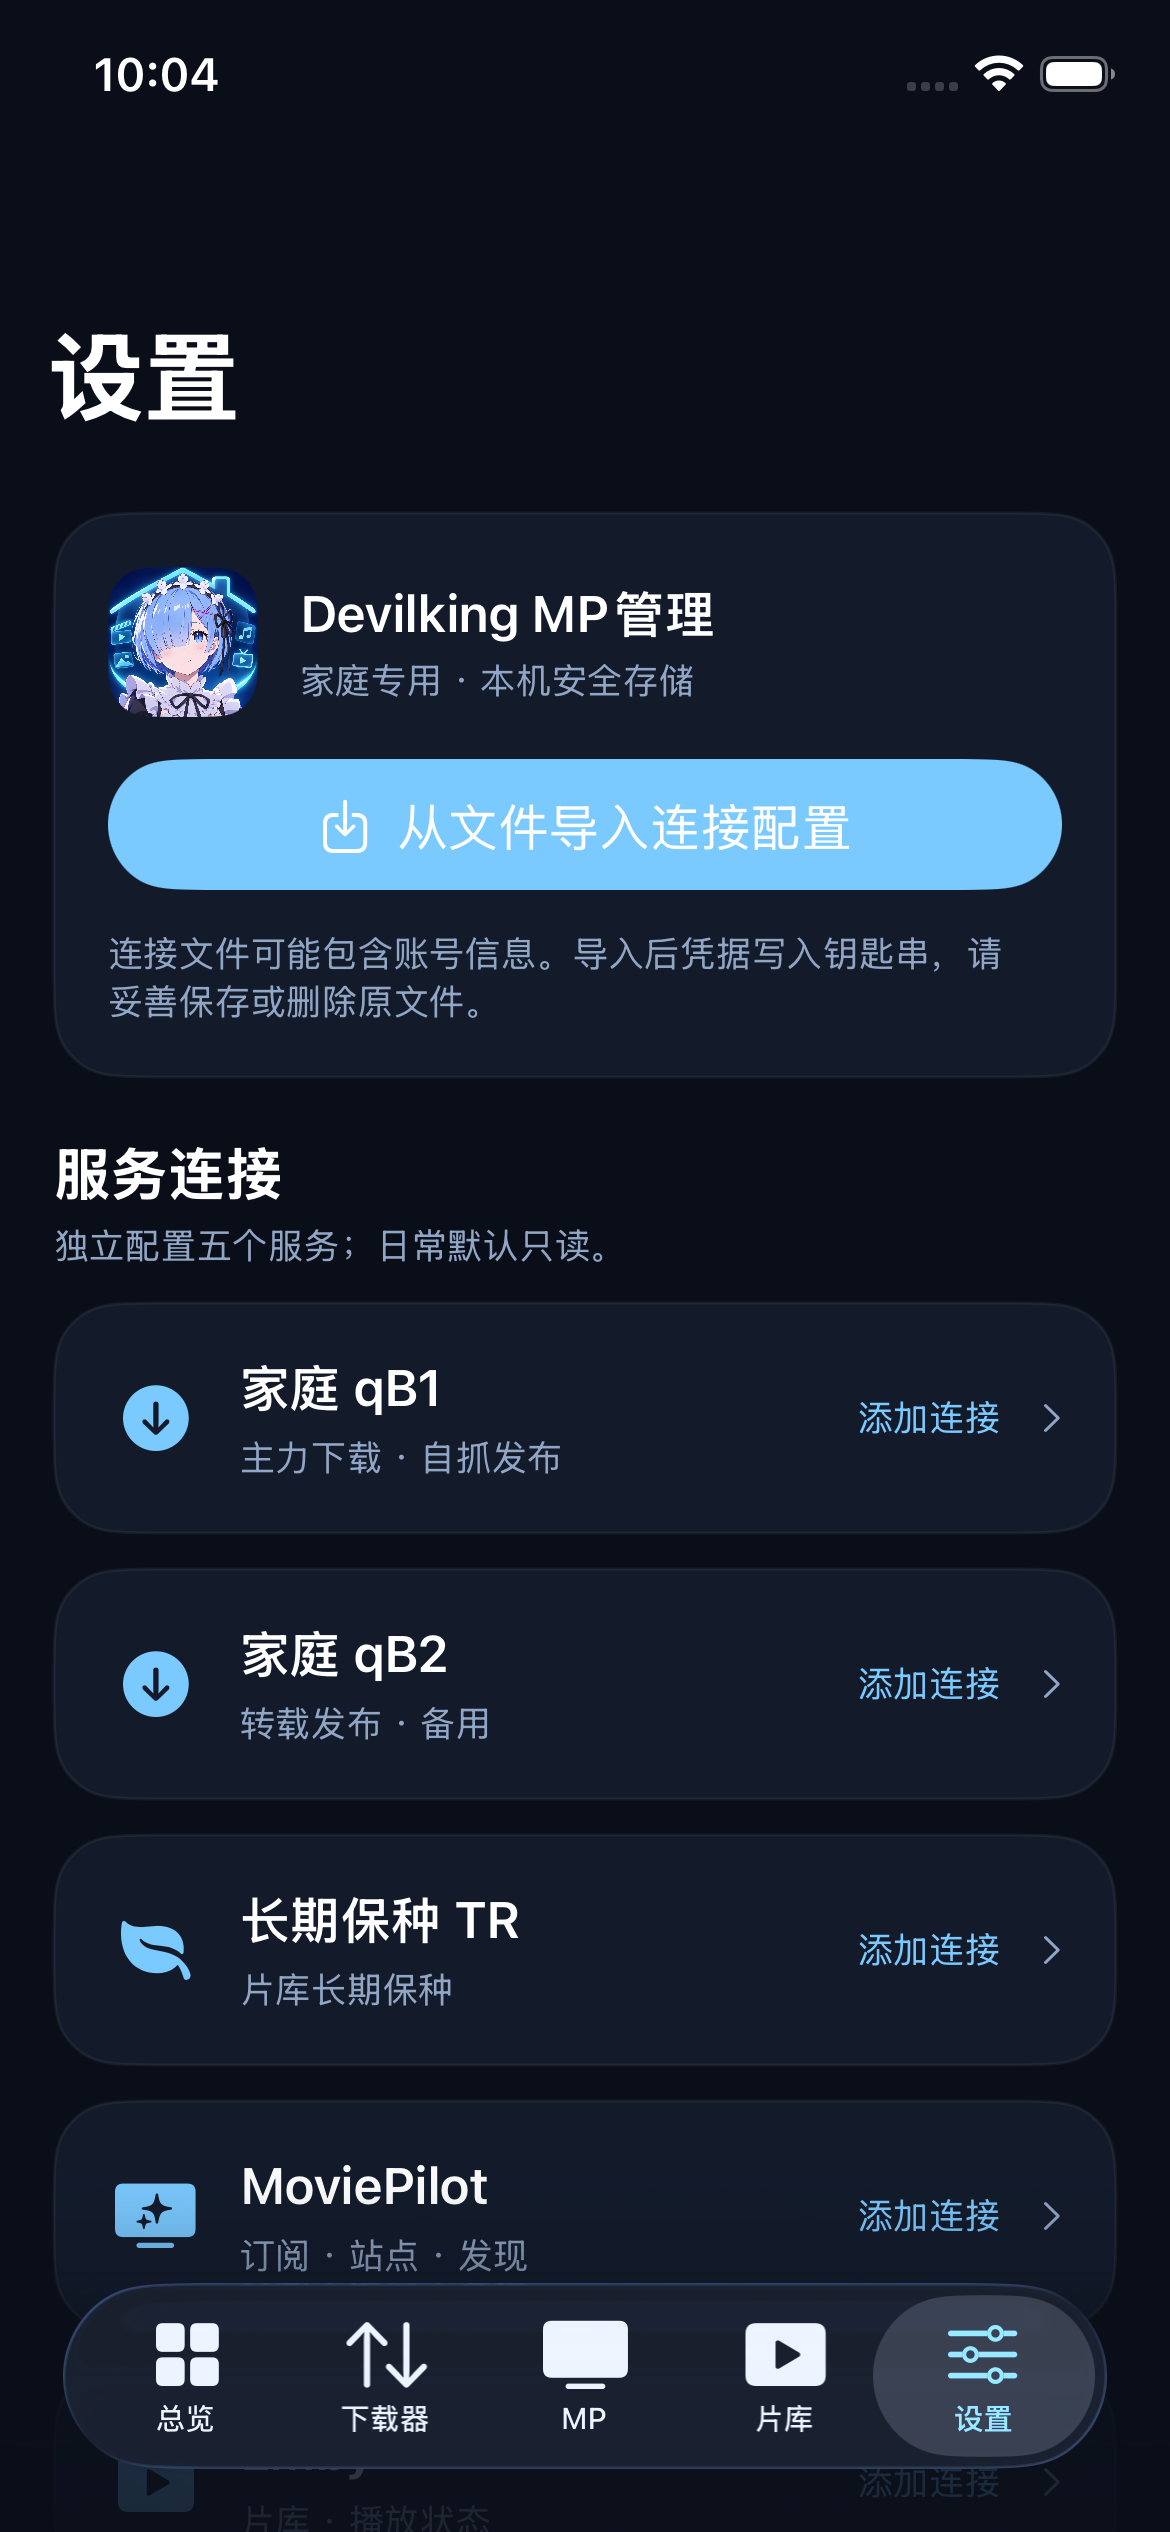 10:04
设置
Devilking MP管理
家庭专用 · 本机安全存储
从文件导入连接配置
连接文件可能包含账号信息。导入后凭据写入钥匙串，请
妥善保存或删除原文件。
服务连接
独立配置五个服务；日常默认只读。
家庭 qB1
主力下载 · 自抓发布
添加连接
家庭 qB2
转载发布 · 备用
添加连接
长期保种 TR
片库长期保种
添加连接
MoviePilot
订阅 · 站点 · 发现
添加连接
总览
下载器
MP
片库
设置
添加连接
片库 · 播放状态